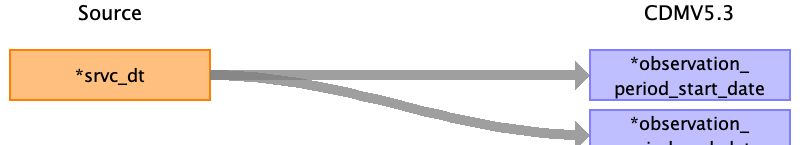 Source
CDMV5.3
*srvc_dt
*observation_
period_start_date
*observation_